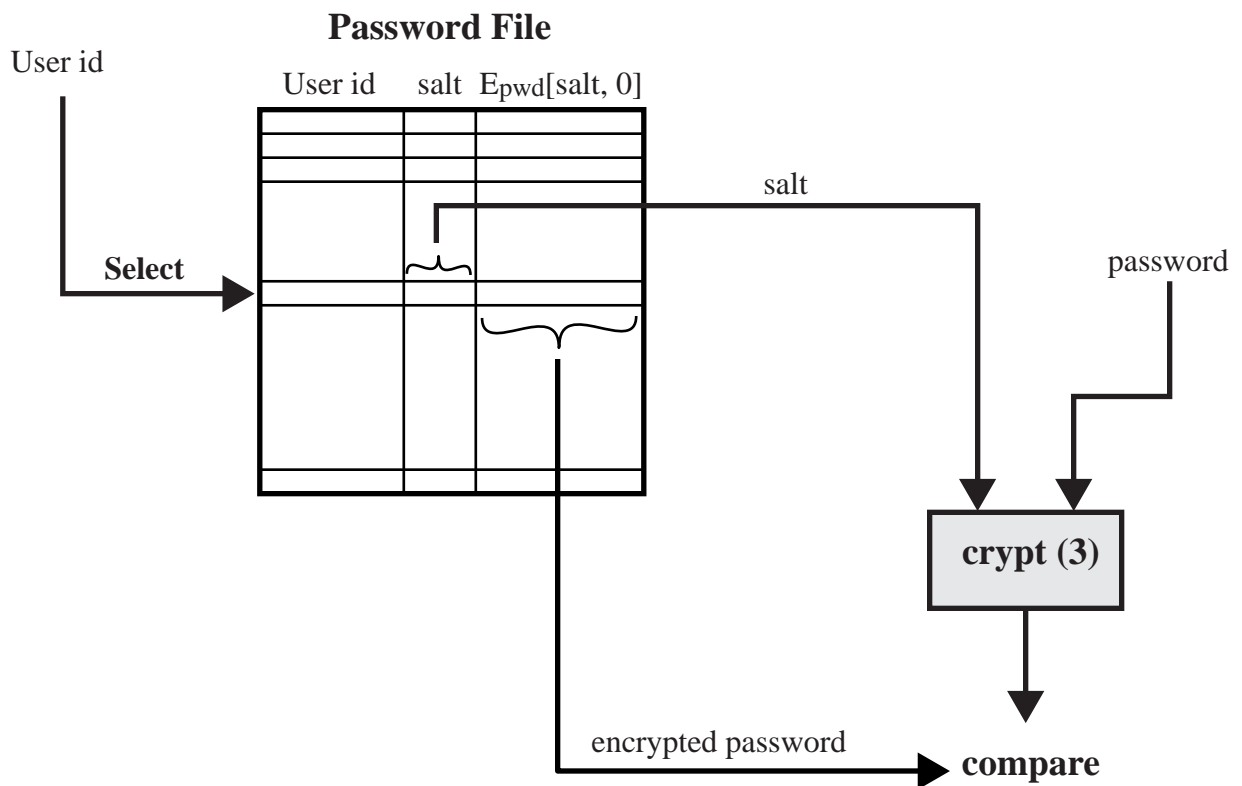 Password File
User id
User id salt Epwd[salt, 0]
salt
Select
password
crypt (3)
encrypted password
compare